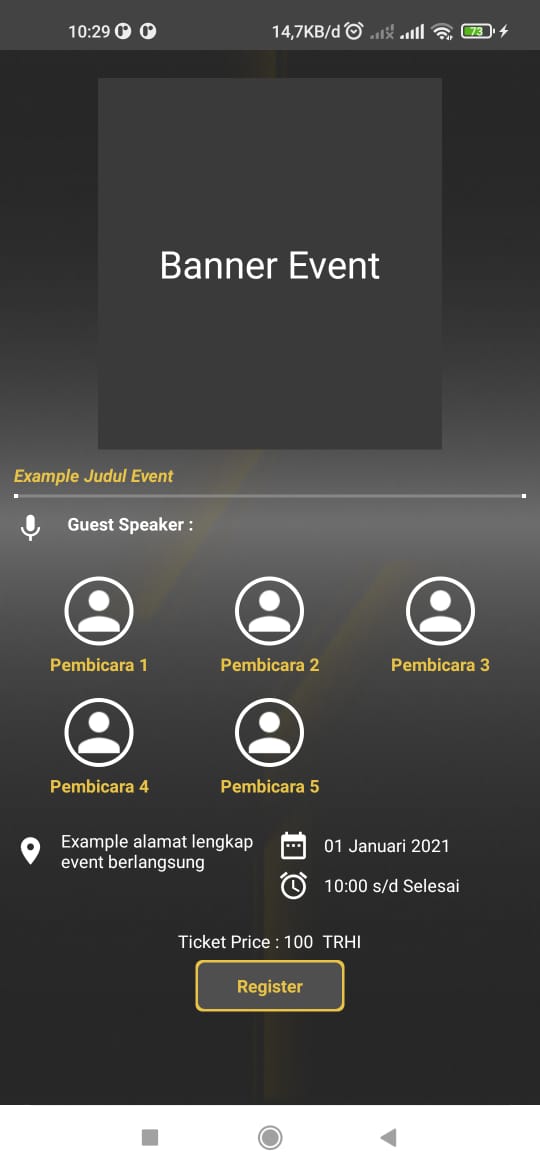 10:29
14,7KB/d
73
Banner Event
Example Judul Event
Guest Speaker :
Pembicara 1
Pembicara 2
Pembicara 3
Pembicara 4
Pembicara 5
Example alamat lengkap
event berlangsung
01 Januari 2021
10:00 s/d Selesai
Ticket Price : 100  TRHI
Register